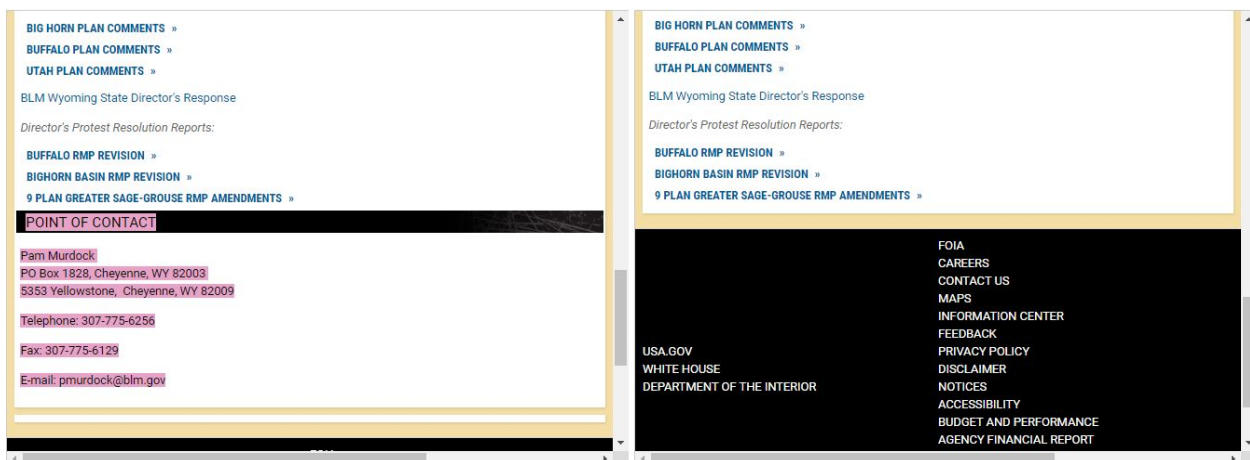 BIG HORN PLAN COMMENTS »
BUFFALO PLAN COMMENTS »
UTAH PLAN COMMENTS »
BLM Wyoming State Director's Response
Director's Protest Resolution Reports:
BUFFALO RMP REVISION »
BIGHORN BASIN RMP REVISION »
9 PLAN GREATER SAGE-GROUSE RMP AMENDMENTS »
POINT OF CONTACT
Pam Murdock
PO Box 1828, Cheyenne, WY 82003
5353 Yellowstone, Cheyenne, WY 82009
Telephone: 307-775-6256
Fax: 307-775-6129
E-mail: pmurdock@blm.gov
BIG HORN PLAN COMMENTS »
BUFFALO PLAN COMMENTS »
UTAH PLAN COMMENTS »
BLM Wyoming State Director's Response
Director's Protest Resolution Reports:
BUFFALO RMP REVISION »
BIGHORN BASIN RMP REVISION »
9 PLAN GREATER SAGE-GROUSE RMP AMENDMENTS »
USA.GOV
WHITE HOUSE
DEPARTMENT OF THE INTERIOR
FOIA
CAREERS
CONTACT US
MAPS
INFORMATION CENTER
FEEDBACK
PRIVACY POLICY
DISCLAIMER
NOTICES
ACCESSIBILITY
BUDGET AND PERFORMANCE
AGENCY FINANCIAL REPORT